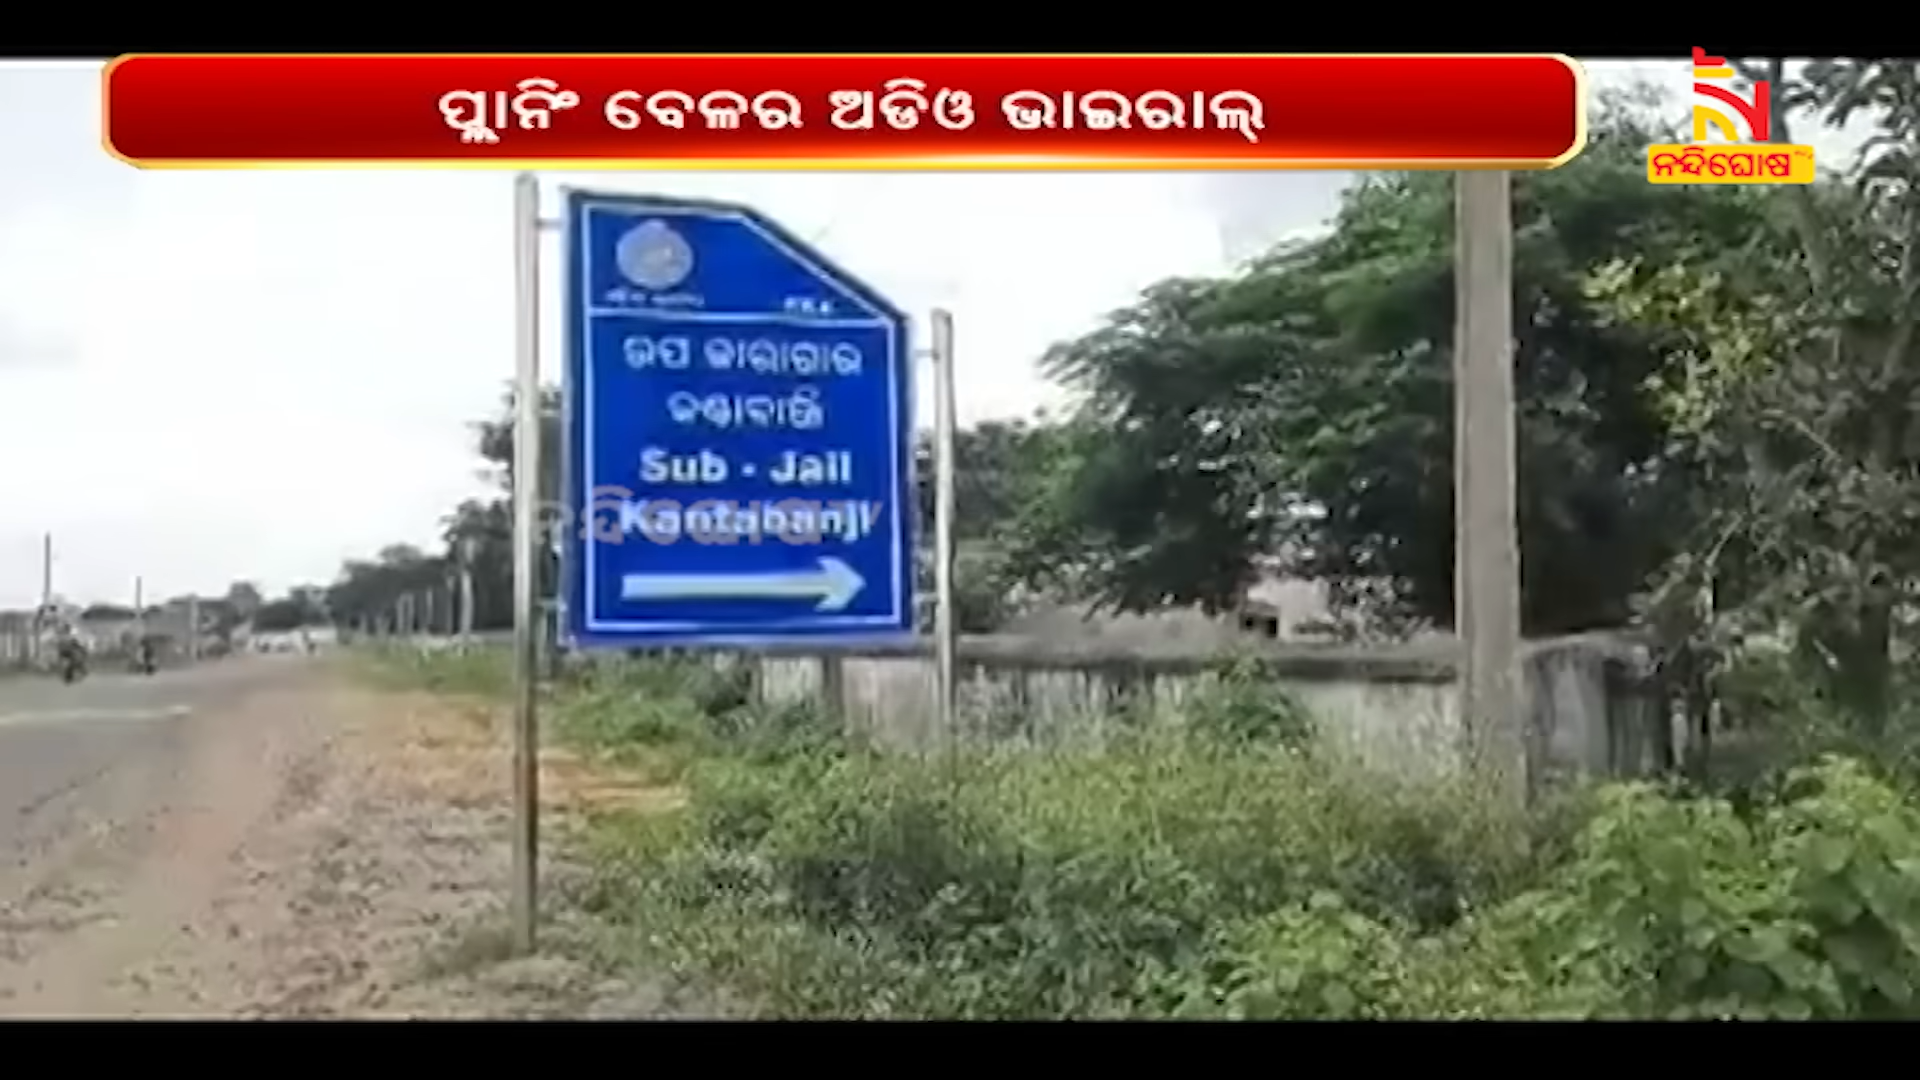 ପ୍ଲାନିଂ ବେଳର ଅଡିଓ ଭାଇରାଲ୍
ନନ୍ଦିଘୋଷ
ଉପ କାରାଗାର
କଣ୍ଟାବାଞ୍ଜି
Sub - Jail
Kantabanji